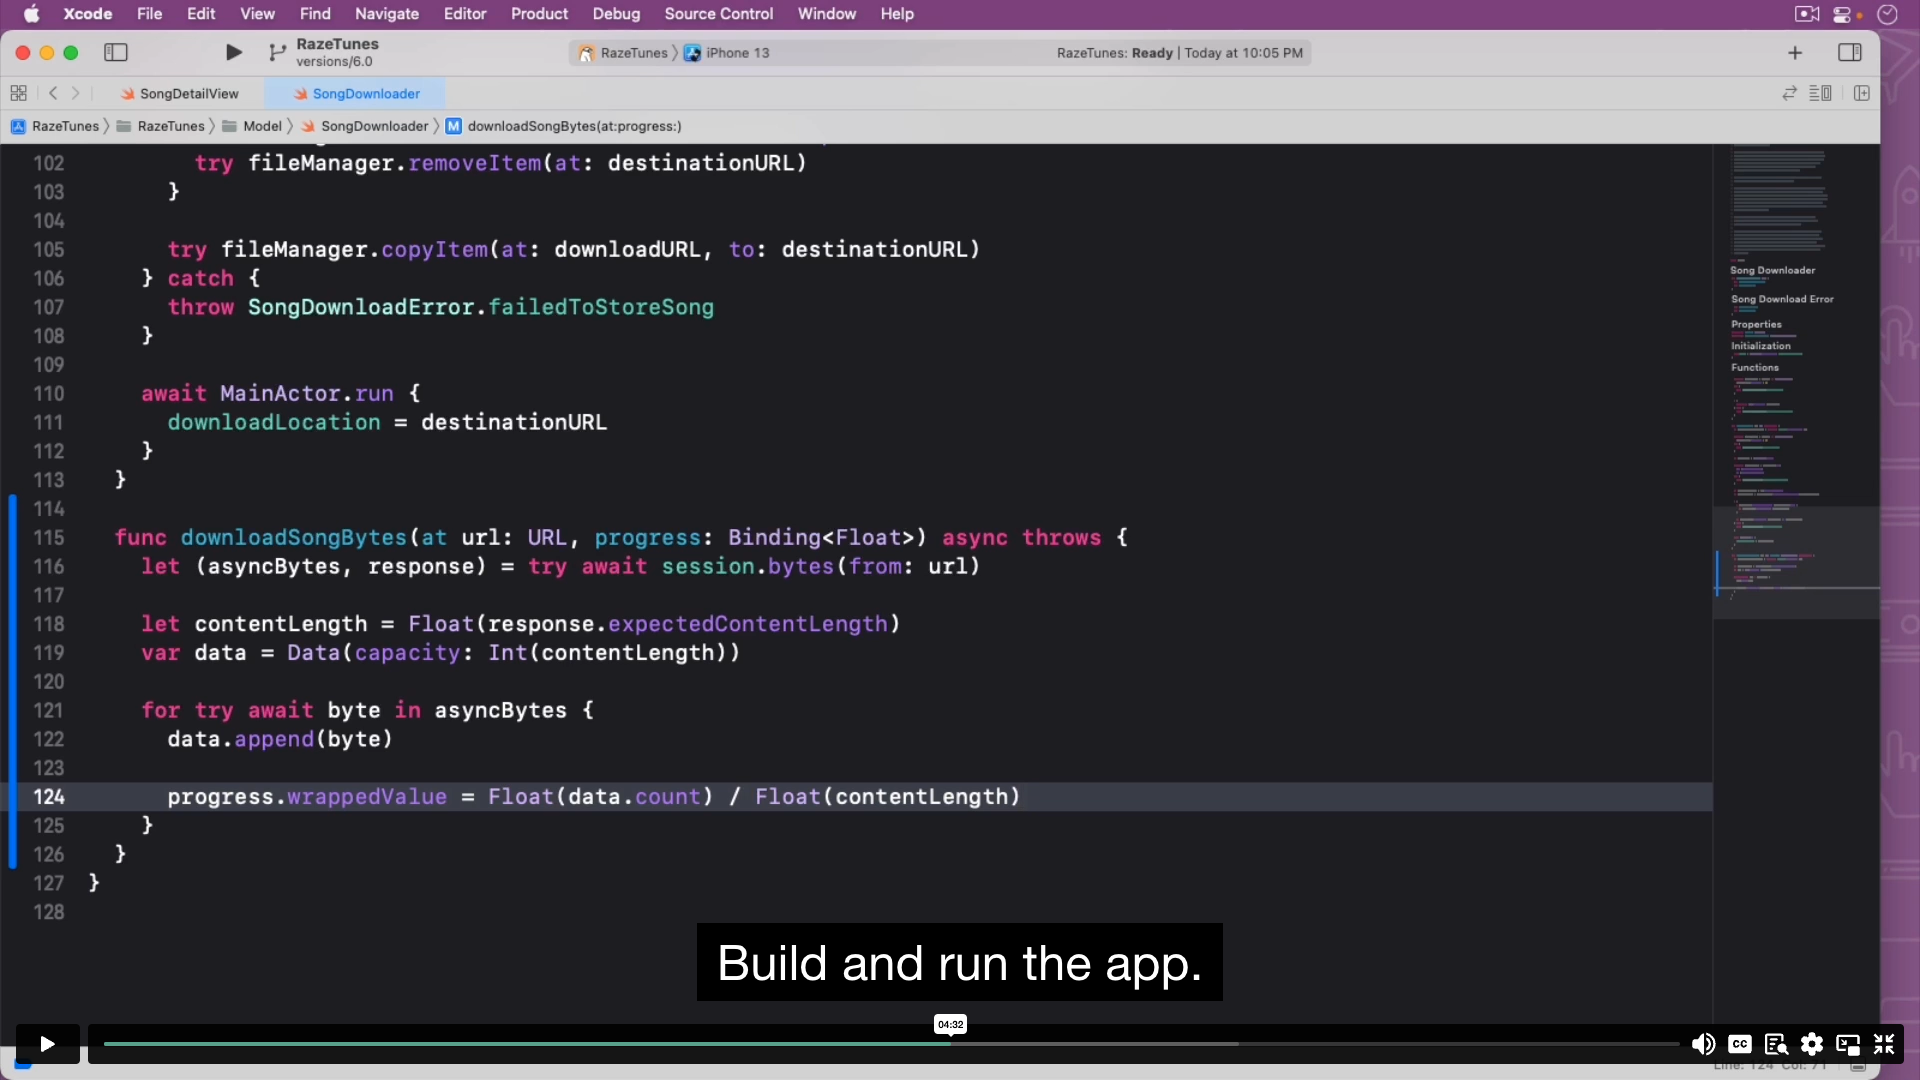 Xcode File Edit View Find Navigate Editor Product Debug Source Control Window Help
RazeTunes
versions/6.0
RazeTunes iPhone 13
RazeTunes: Ready | Today at 10:05 PM
SongDetailView
SongDownloader
RazeTunes RazeTunes Model SongDownloader M downloadSongBytes(at:progress:)
102 try fileManager.removeItem(at: destinationURL)
103 }
104
105 try fileManager.copyItem(at: downloadURL, to: destinationURL)
106 } catch {
107 throw SongDownloadError.failedToStoreSong
108 }
109
110 await MainActor.run {
111 downloadLocation = destinationURL
112 }
113 }
114
115 func downloadSongBytes(at url: URL, progress: Binding<Float>) async throws {
116 let (asyncBytes, response) = try await session.bytes(from: url)
117
118 let contentLength = Float(response.expectedContentLength)
119 var data = Data(capacity: Int(contentLength))
120
121 for try await byte in asyncBytes {
122 data.append(byte)
123
124 progress.wrappedValue = Float(data.count) / Float(contentLength)
125 }
126 }
127 }
128
Song Downloader
Song Download Error
Properties
Initialization
Functions
Build and run the app.
04:32
CC
Line: 124 Col: 71